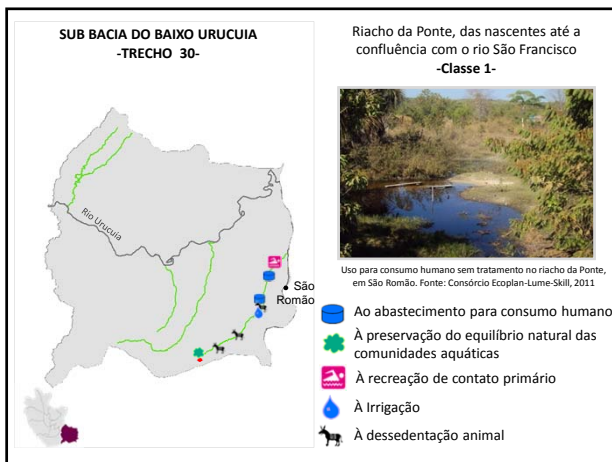 SUB BACIA DO BAIXO URUCUIA
-TRECHO 30-
Rio Urucuia
São
Romão
Riacho da Ponte, das nascentes até a
confluência com o rio São Francisco
-Classe 1-
Uso para consumo humano sem tratamento no riacho da Ponte,
em São Romão. Fonte: Consórcio Ecoplan-Lume-Skill, 2011
Ao abastecimento para consumo humano
À preservação do equilíbrio natural das
comunidades aquáticas
À recreação de contato primário
À Irrigação
À dessedentação animal